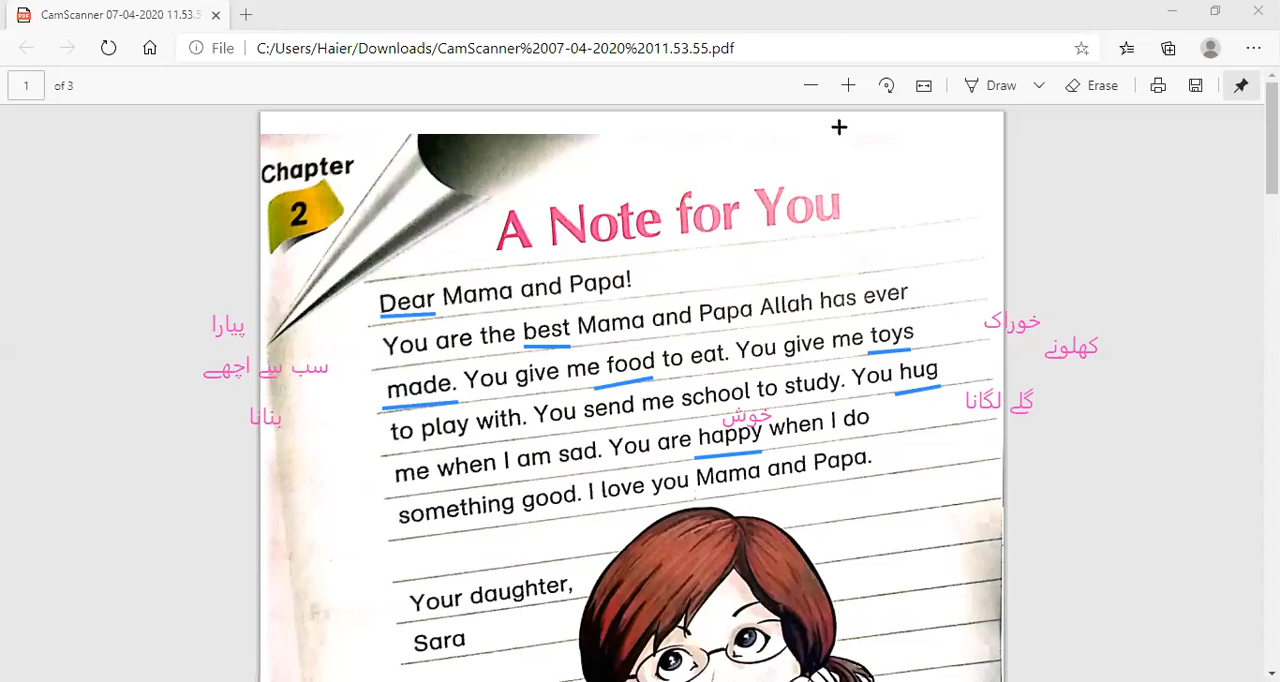 CamScanner 07-04-2020 11.53.5
File
C:/Users/Haier/Downloads/CamScanner%2007-04-2020%2011.53.55.pdf
1 of 3
Draw
Erase
Chapter
2
A Note for You
Dear Mama and Papa!
You are the best Mama and Papa Allah has ever
made. You give me food to eat. You give me toys
to play with. You send me school to study. You hug
me when I am sad. You are happy when I do
something good. I love you Mama and Papa.
Your daughter,
Sara
پیارا
سب سے اچھے
بنانا
خوراک
کھلونے
گلے لگانا
خوش